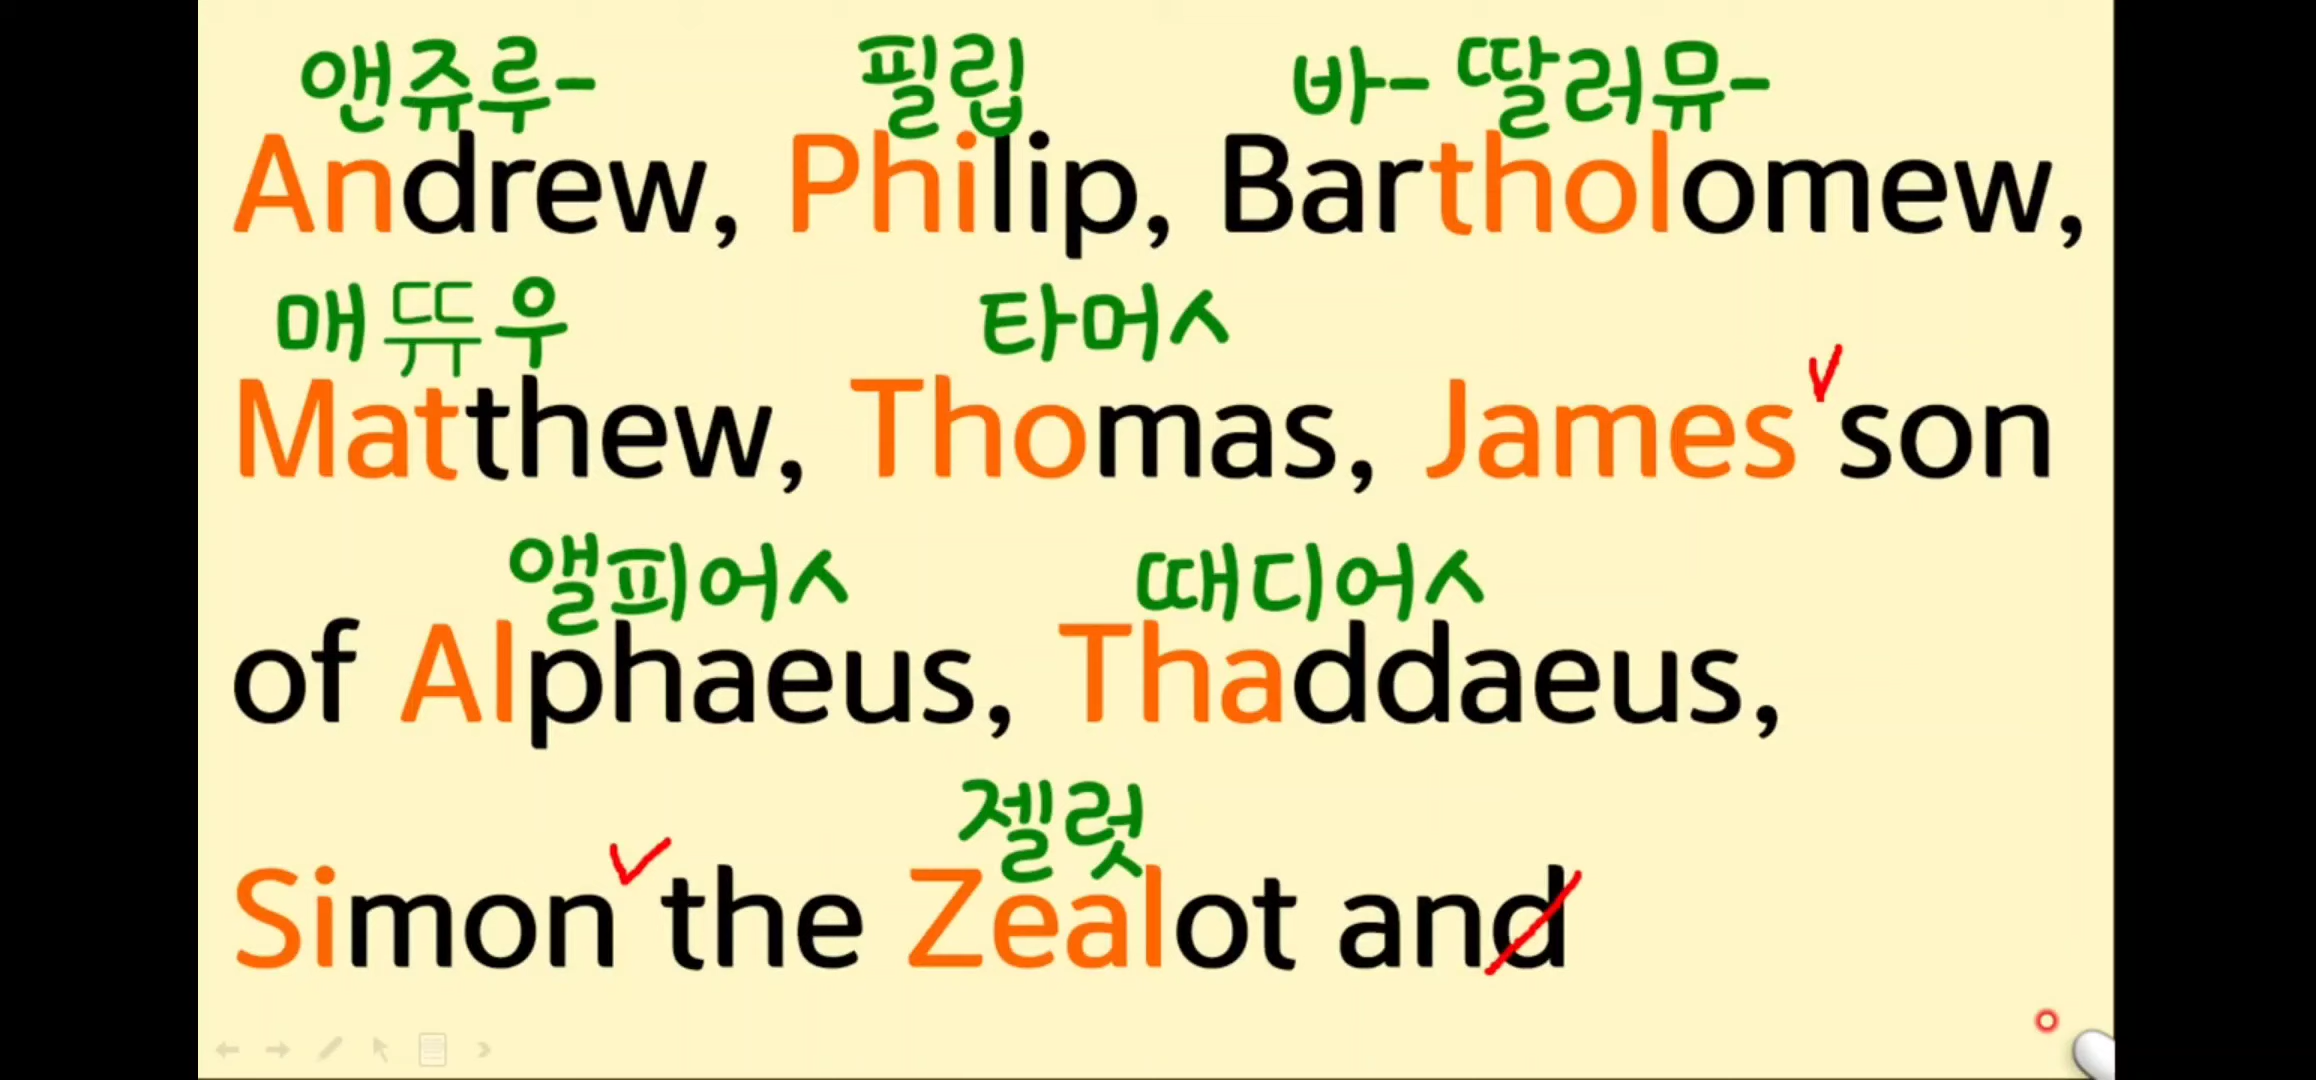 앤쥬루- 필립 바- 딸러뮤-
Andrew, Philip, Bartholomew,
매뜌우 타머ㅅ
Matthew, Thomas, James son
앨피어ㅅ 때디어ㅅ
of Alphaeus, Thaddaeus,
젤럿
Simon the Zealot and